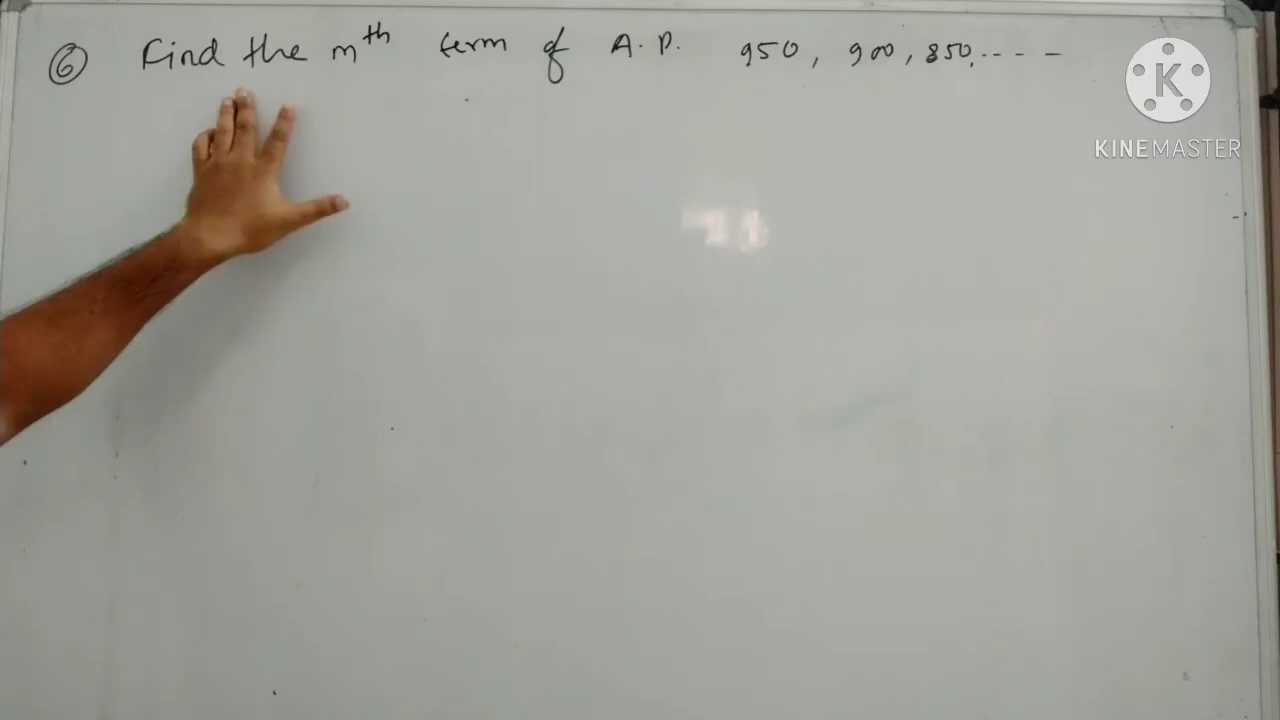 6 Find the mth term of A.P. 950, 900, 850,-----
K
KINEMASTER